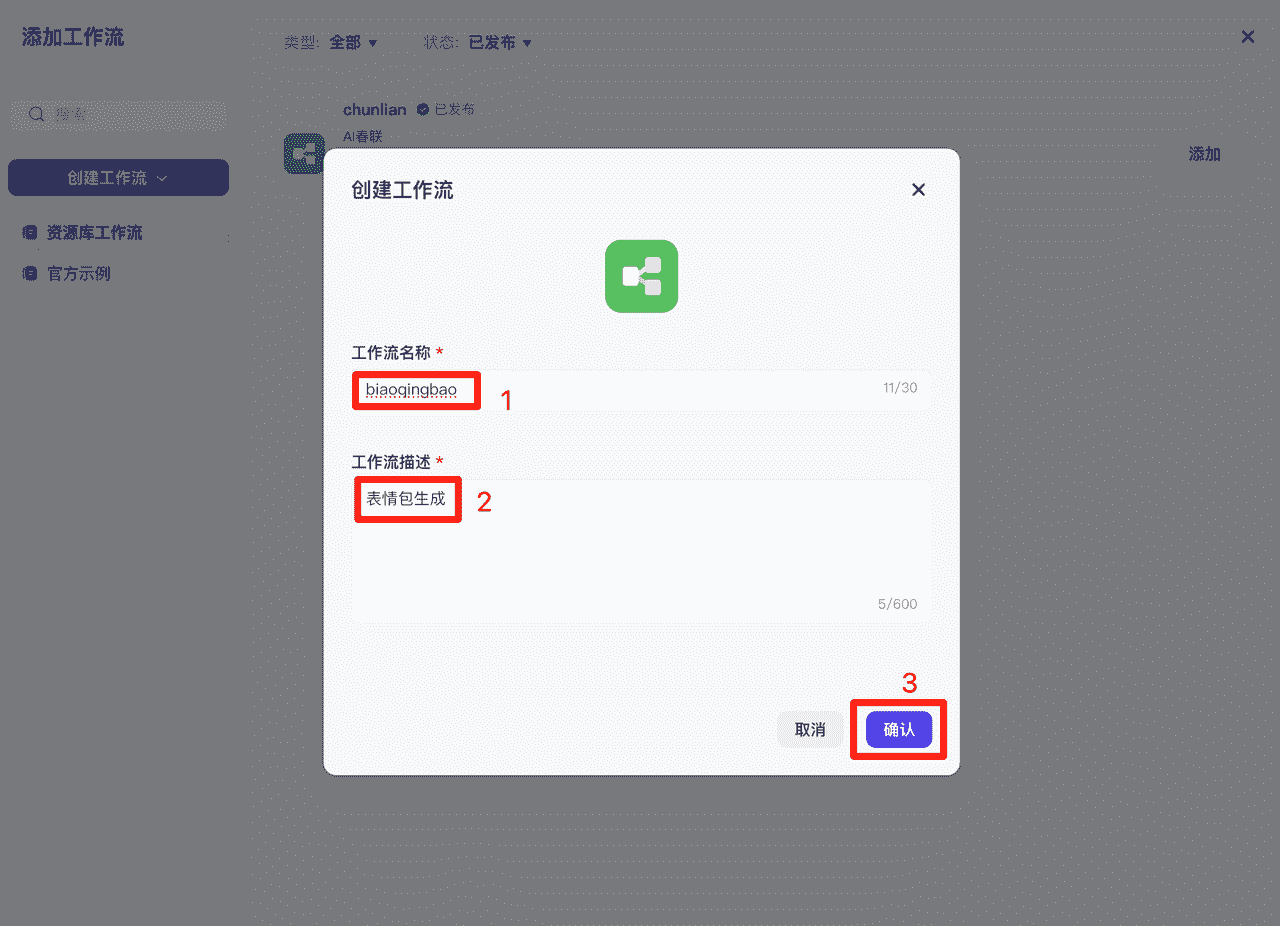 添加工作流
类型: 全部
状态: 已发布
搜索
创建工作流
资源库工作流
官方示例
chunlian 已发布
AI春联
添加
创建工作流
工作流名称 *
biaoqingbao
11/30
1
工作流描述 *
表情包生成
2
5/600
3
取消
确认